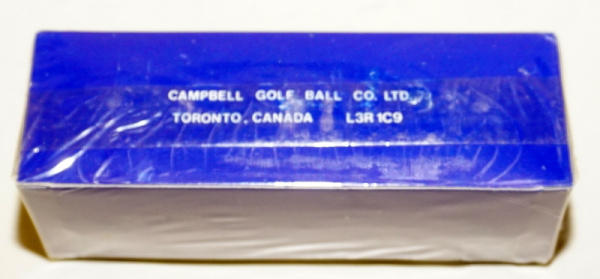 CAMPBELL GOLF BALL CO. LTD.
TORONTO, CANADA L3R 1C9